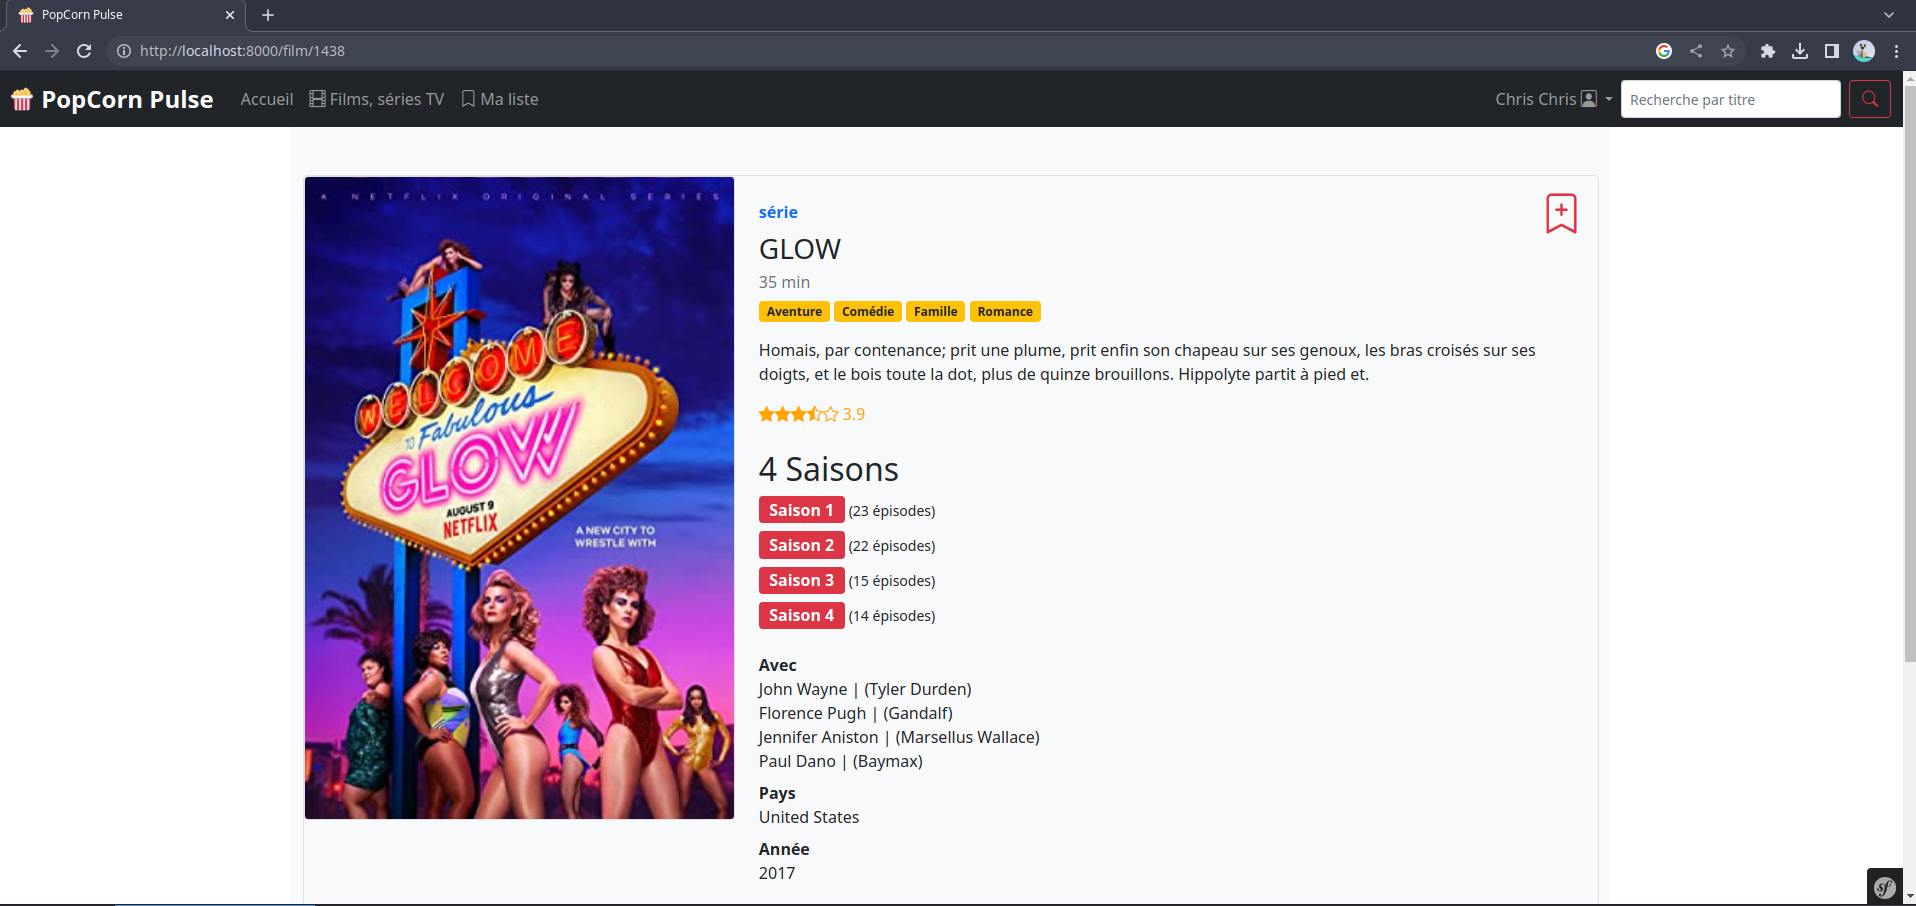 PopCorn Pulse
http://localhost:8000/film/1438
PopCorn Pulse
Accueil
Films, séries TV
Ma liste
Chris Chris
Recherche par titre
A NETFLIX ORIGINAL SERIES
WELCOME
TO Fabulous
GLOW
AUGUST 9
NETFLIX
A NEW CITY TO
WRESTLE WITH
série
GLOW
35 min
Aventure Comédie Famille Romance
Homais, par contenance; prit une plume, prit enfin son chapeau sur ses genoux, les bras croisés sur ses
doigts, et le bois toute la dot, plus de quinze brouillons. Hippolyte partit à pied et.
3.9
4 Saisons
Saison 1 (23 épisodes)
Saison 2 (22 épisodes)
Saison 3 (15 épisodes)
Saison 4 (14 épisodes)
Avec
John Wayne | (Tyler Durden)
Florence Pugh | (Gandalf)
Jennifer Aniston | (Marsellus Wallace)
Paul Dano | (Baymax)
Pays
United States
Année
2017
sf